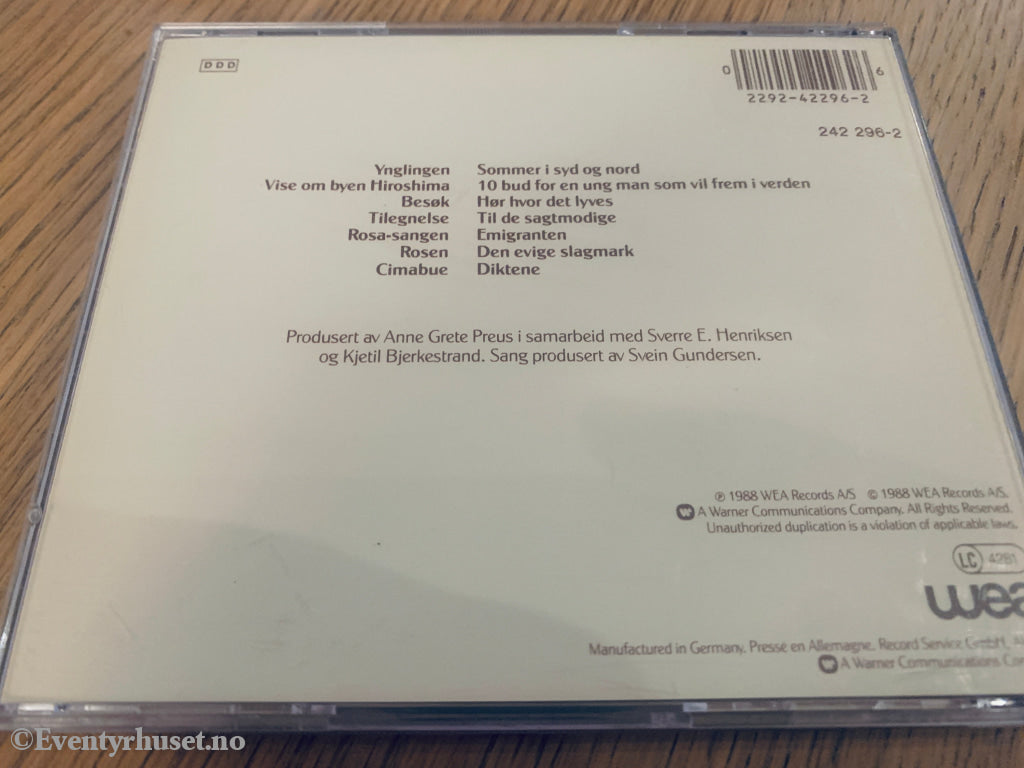 DDD
0 6
2292-42296-2
242 296-2
Ynglingen
Vise om byen Hiroshima
Besøk
Tilegnelse
Rosa-sangen
Rosen
Cimabue
Sommer i syd og nord
10 bud for en ung man som vil frem i verden
Hør hvor det lyves
Til de sagtmodige
Emigranten
Den evige slagmark
Diktene
Produsert av Anne Grete Preus i samarbeid med Sverre E. Henriksen
og Kjetil Bjerkestrand. Sang produsert av Svein Gundersen.
℗ 1988 WEA Records A/S © 1988 WEA Records A/S.
A Warner Communications Company. All Rights Reserved.
Unauthorized duplication is a violation of applicable laws.
LC 4281
wea
Manufactured in Germany. Pressé en Allemagne. Record Service GmbH,
A Warner Communications
©Eventyrhuset.no